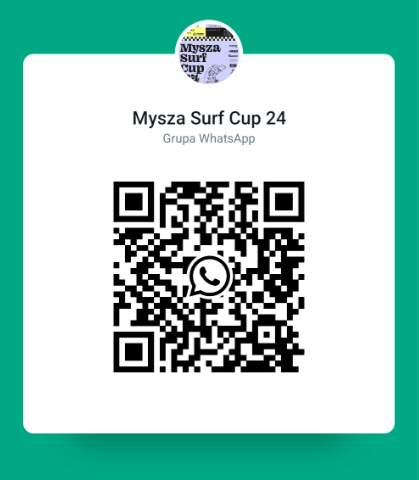 Mysza
Surf
Cup
Mysza Surf Cup 24
Grupa WhatsApp